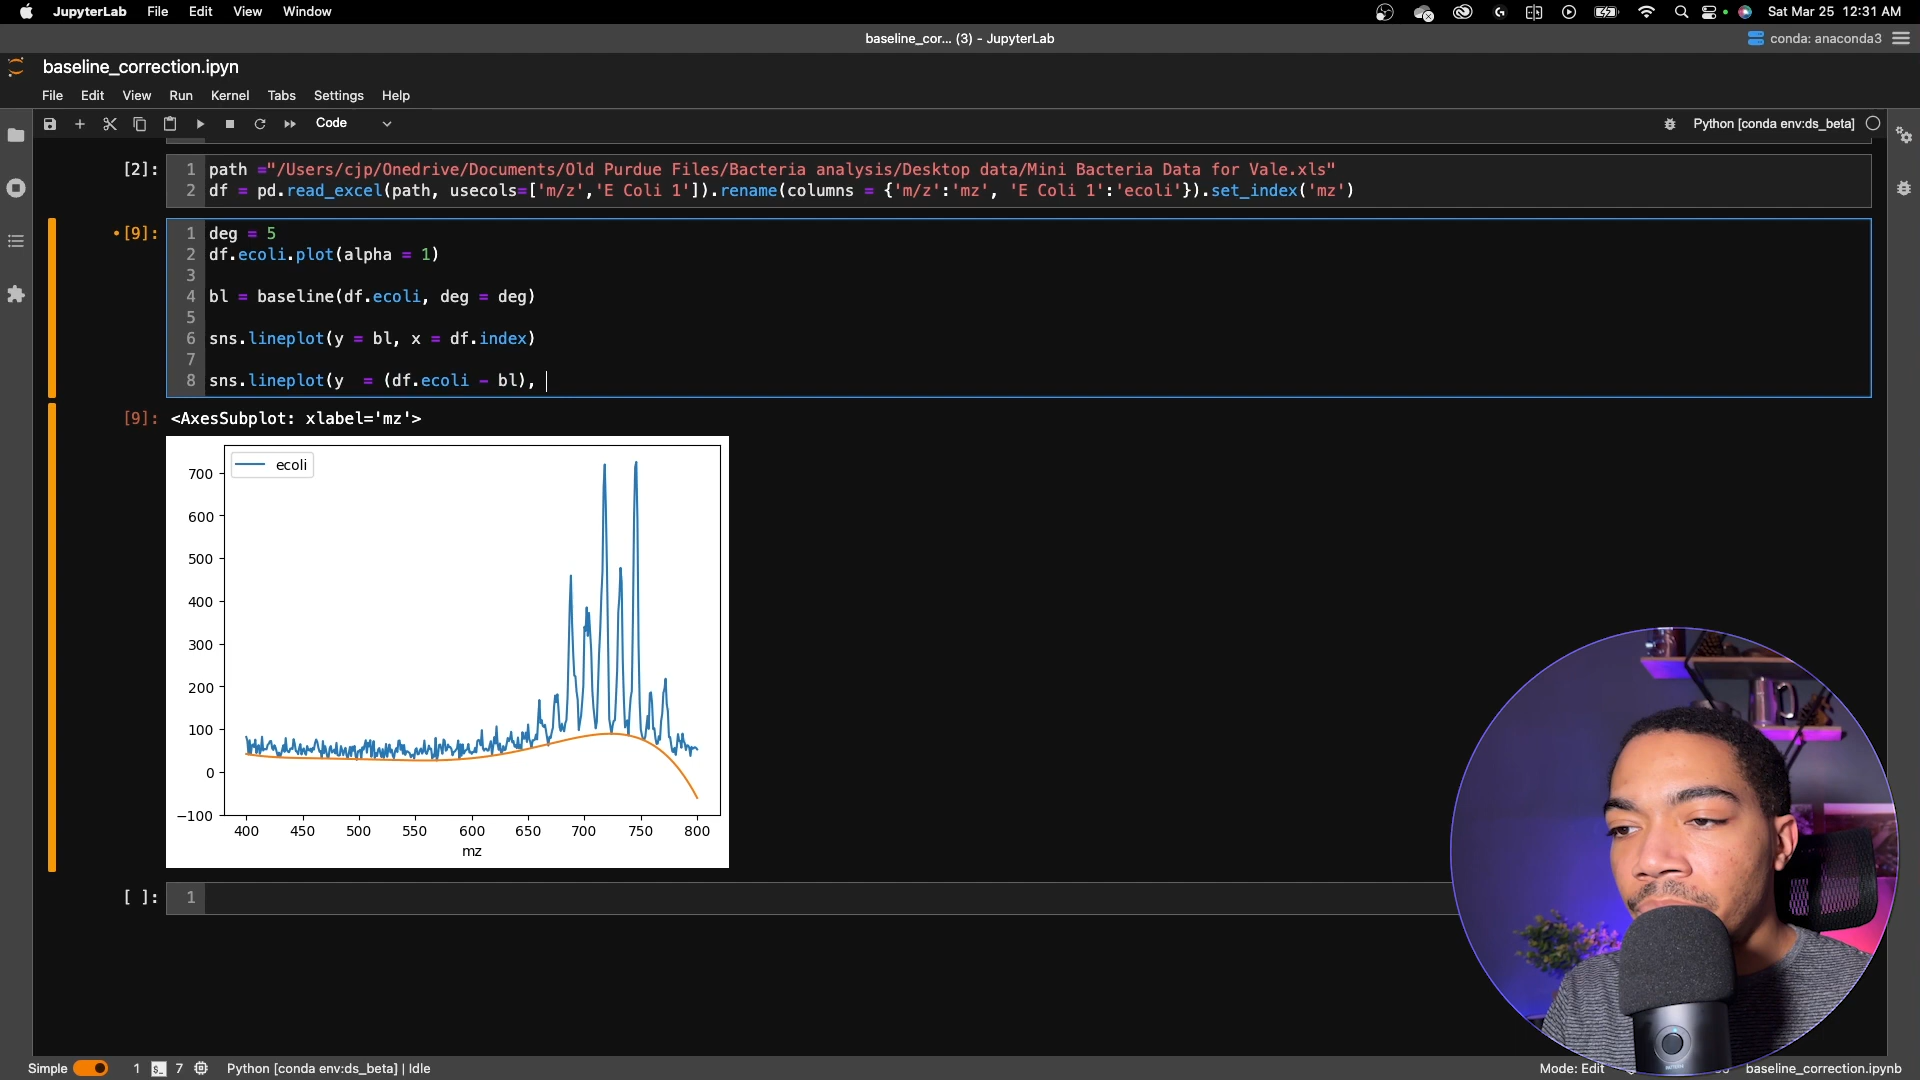 JupyterLab File Edit View Window Sat Mar 25 12:31 AM
baseline_cor... (3) - JupyterLab conda: anaconda3
baseline_correction.ipyn
File Edit View Run Kernel Tabs Settings Help
Code Python [conda env:ds_beta]
[2]: 1 path ="/Users/cjp/Onedrive/Documents/Old Purdue Files/Bacteria analysis/Desktop data/Mini Bacteria Data for Vale.xls"
2 df = pd.read_excel(path, usecols=['m/z','E Coli 1']).rename(columns = {'m/z':'mz', 'E Coli 1':'ecoli'}).set_index('mz')
•[9]: 1 deg = 5
2 df.ecoli.plot(alpha = 1)
3
4 bl = baseline(df.ecoli, deg = deg)
5
6 sns.lineplot(y = bl, x = df.index)
7
8 sns.lineplot(y  = (df.ecoli - bl),
[9]: <AxesSubplot: xlabel='mz'>
ecoli
700
600
500
400
300
200
100
0
−100
400 450 500 550 600 650 700 750 800
mz
[ ]: 1
Simple 1 $_ 7 Python [conda env:ds_beta] | Idle Mode: Edit baseline_correction.ipynb